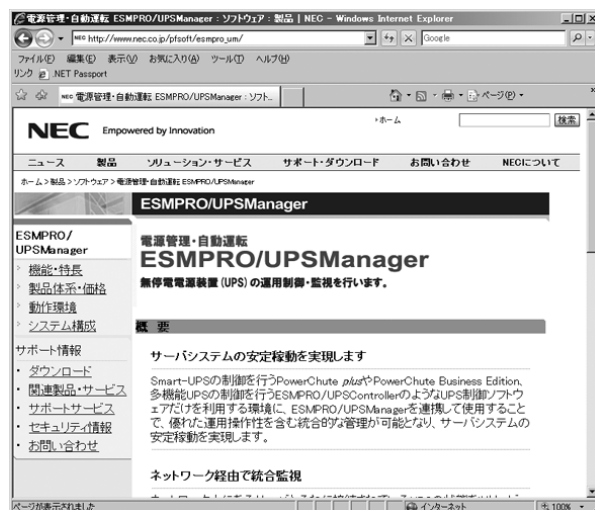 電源管理・自動運転 ESMPRO/UPSManager : ソフトウェア : 製品 | NEC - Windows Internet Explorer
NEC http://www.nec.co.jp/pfsoft/esmpro_um/
Google
ファイル(F) 編集(E) 表示(V) お気に入り(A) ツール(T) ヘルプ(H)
リンク NET Passport
NEC 電源管理・自動運転 ESMPRO/UPSManager : ソフト...
ページ(P)
NEC Empowered by Innovation
ホーム
検索
ニュース 製品 ソリューション・サービス サポート・ダウンロード お問い合わせ NECについて
ホーム > 製品 > ソフトウェア > 電源管理・自動運転 ESMPRO/UPSManager
ESMPRO/UPSManager
ESMPRO/
UPSManager
機能・特長
製品体系・価格
動作環境
システム構成
サポート情報
・ ダウンロード
・ 関連製品・サービス
・ サポートサービス
・ セキュリティ情報
・ お問い合わせ
電源管理・自動運転
ESMPRO/UPSManager
無停電電源装置 (UPS) の運用制御・監視を行います。
概 要
サーバシステムの安定稼動を実現します
Smart-UPSの制御を行うPowerChute plusやPowerChute Business Edition、
多機能UPSの制御を行うESMPRO/UPSControllerのようなUPS制御ソフトウ
ェアだけを利用する環境に、ESMPRO/UPSManagerを連携して使用すること
で、優れた運用操作性を含む統合的な管理が可能となり、サーバシステムの
安定稼動を実現します。
ネットワーク経由で統合監視
ページが表示されました
インターネット
100%